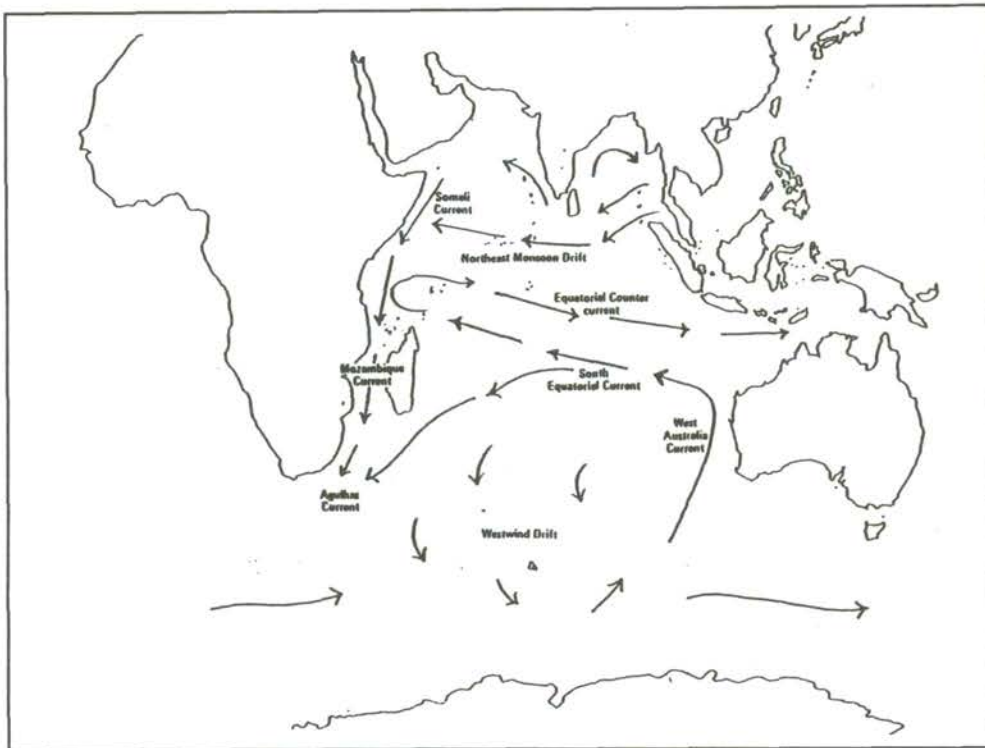 Somali
Current
Northeast Monsoon Drift
Equatorial Counter
current
Mozambique
Current
South
Equatorial Current
West
Australia
Current
Agulhas
Current
Westwind Drift